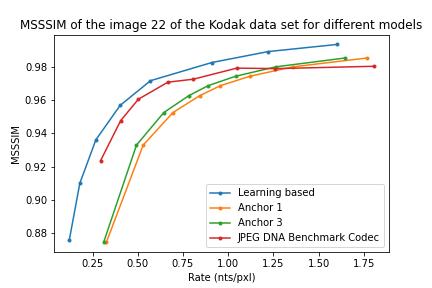 MSSSIM of the image 22 of the Kodak data set for different models
MSSSIM
0.98
0.96
0.94
0.92
0.90
0.88
0.25 0.50 0.75 1.00 1.25 1.50 1.75
Rate (nts/pxl)
Learning based
Anchor 1
Anchor 3
JPEG DNA Benchmark Codec